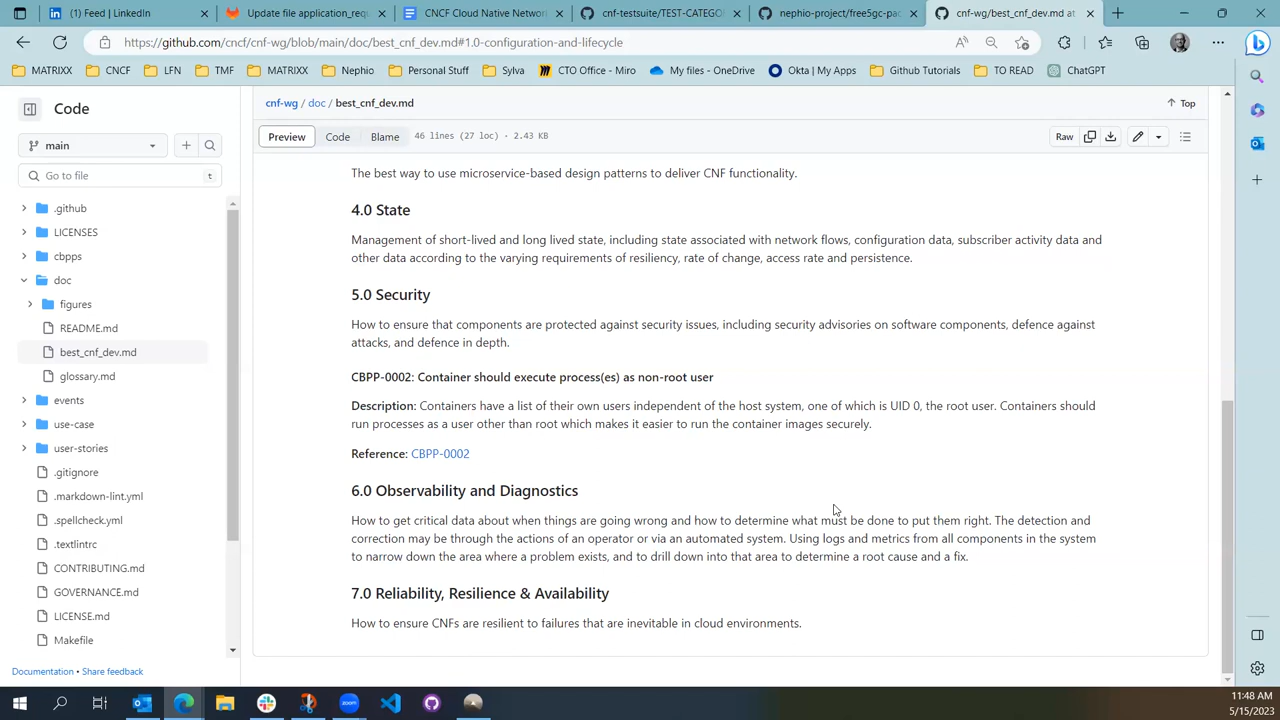 (1) Feed | LinkedIn
Update file application_requ
CNCF Cloud Native Network
cnf-testsuite/TEST-CATEGOR
nephio-project/free5gc-pac
cnf-wg/best_cnf_dev.md at
https://github.com/cncf/cnf-wg/blob/main/doc/best_cnf_dev.md#1.0-configuration-and-lifecycle
MATRIXX
CNCF
LFN
TMF
MATRIXX
Nephio
Personal Stuff
Sylva
CTO Office - Miro
My files - OneDrive
Okta | My Apps
Github Tutorials
TO READ
ChatGPT
Code
main
Go to file
t
.github
LICENSES
cbpps
doc
figures
README.md
best_cnf_dev.md
glossary.md
events
use-case
user-stories
.gitignore
.markdown-lint.yml
.spellcheck.yml
.textlintrc
CONTRIBUTING.md
GOVERNANCE.md
LICENSE.md
Makefile
Documentation • Share feedback
cnf-wg / doc / best_cnf_dev.md
Top
Preview
Code
Blame
46 lines (27 loc) · 2.43 KB
Raw
The best way to use microservice-based design patterns to deliver CNF functionality.
4.0 State
Management of short-lived and long lived state, including state associated with network flows, configuration data, subscriber activity data and
other data according to the varying requirements of resiliency, rate of change, access rate and persistence.
5.0 Security
How to ensure that components are protected against security issues, including security advisories on software components, defence against
attacks, and defence in depth.
CBPP-0002: Container should execute process(es) as non-root user
Description: Containers have a list of their own users independent of the host system, one of which is UID 0, the root user. Containers should
run processes as a user other than root which makes it easier to run the container images securely.
Reference: CBPP-0002
6.0 Observability and Diagnostics
How to get critical data about when things are going wrong and how to determine what must be done to put them right. The detection and
correction may be through the actions of an operator or via an automated system. Using logs and metrics from all components in the system
to narrow down the area where a problem exists, and to drill down into that area to determine a root cause and a fix.
7.0 Reliability, Resilience & Availability
How to ensure CNFs are resilient to failures that are inevitable in cloud environments.
zoom
11:48 AM
5/15/2023